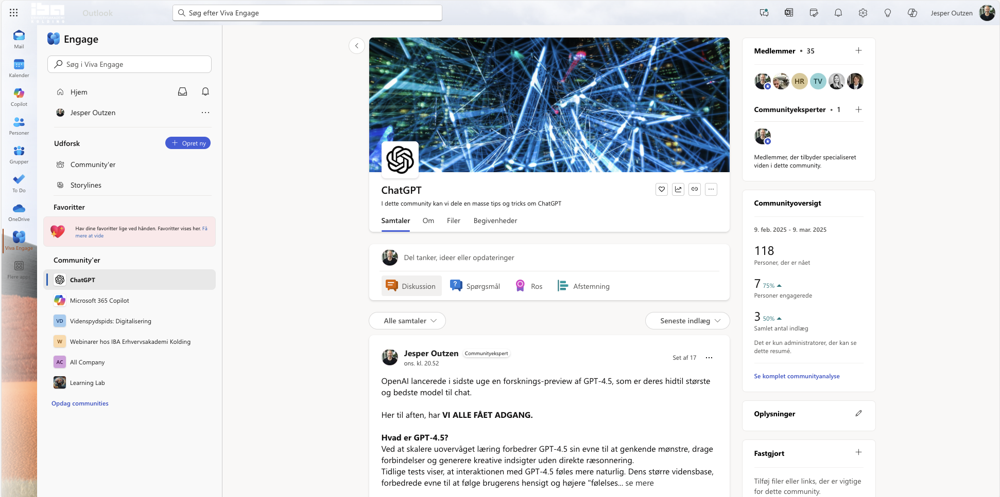 iba
ERHVERVSAKADEMI
KOLDING
Outlook
Søg efter Viva Engage
Jesper Outzen
Mail
Kalender
Copilot
Personer
Grupper
To Do
OneDrive
Viva Engage
Flere apps
Engage
Søg i Viva Engage
Hjem
Jesper Outzen
Udforsk
Opret ny
Community'er
Storylines
Favoritter
Hav dine favoritter lige ved hånden. Favoritter vises her. Få
mere at vide
Community'er
ChatGPT
Microsoft 365 Copilot
VD Videnspydspids: Digitalisering
W Webinarer hos IBA Erhvervsakademi Kolding
AC All Company
Learning Lab
Opdag communities
ChatGPT
I dette community kan vi dele en masse tips og tricks om ChatGPT
Samtaler Om Filer Begivenheder
Del tanker, ideer eller opdateringer
Diskussion Spørgsmål Ros Afstemning
Alle samtaler Seneste indlæg
Jesper Outzen Communityekspert
ons. kl. 20.52
Set af 17
OpenAI lancerede i sidste uge en forsknings-preview af GPT-4.5, som er deres hidtil største
og bedste model til chat.
Her til aften, har VI ALLE FÅET ADGANG.
Hvad er GPT-4.5?
Ved at skalere uovervåget læring forbedrer GPT-4.5 sin evne til at genkende mønstre, drage
forbindelser og generere kreative indsigter uden direkte ræsonnering.
Tidlige tests viser, at interaktionen med GPT-4.5 føles mere naturlig. Dens større vidensbase,
forbedrede evne til at følge brugerens hensigt og højere "følelses... se mere
Medlemmer • 35
HR TV
Communityeksperter • 1
Medlemmer, der tilbyder specialiseret
viden i dette community.
Communityoversigt
9. feb. 2025 - 9. mar. 2025
118
Personer, der er nået
7 75%
Personer engagerede
3 50%
Samlet antal indlæg
Det er kun administratorer, der kan se
dette resumé.
Se komplet communityanalyse
Oplysninger
Fastgjort
Tilføj filer eller links, der er vigtige
for dette community.